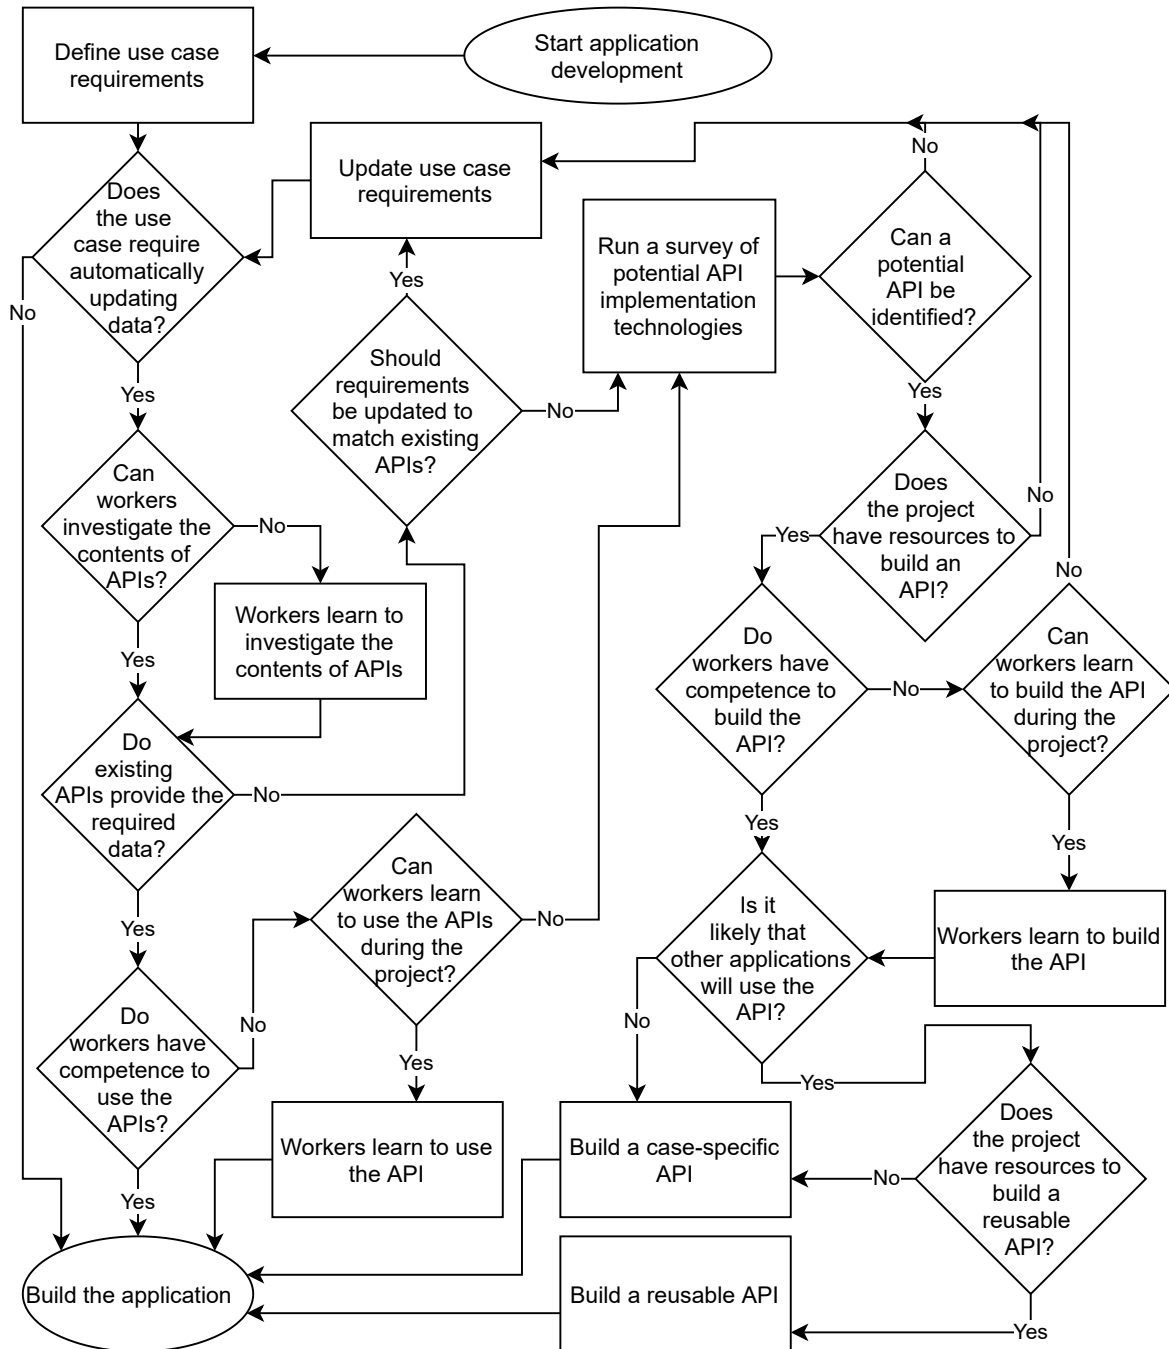 Define use case
requirements
Start application
development
Update use case
requirements
No
Does
the use
case require
automatically
updating
data?
No
Yes
Run a survey of
potential API
implementation
technologies
Can a
potential
API be
identified?
Yes
Should
requirements
be updated to
match existing
APIs?
No
Yes
Can
workers
investigate the
contents of
APIs?
No
Yes
Workers learn to
investigate the
contents of APIs
Does
the project
have resources to
build an
API?
No
Yes
Do
workers have
competence to
build the
API?
No
Yes
No
Can
workers learn
to build the API
during the
project?
Yes
Do
existing
APIs provide the
required
data?
No
Yes
Can
workers learn
to use the APIs
during the
project?
No
Yes
Is it
likely that
other applications
will use the
API?
No
Yes
Workers learn to build
the API
Do
workers have
competence to
use the
APIs?
No
Yes
Workers learn to use
the API
Build a case-specific
API
No
Does
the project
have resources to
build a
reusable
API?
Yes
Build the application
Build a reusable API